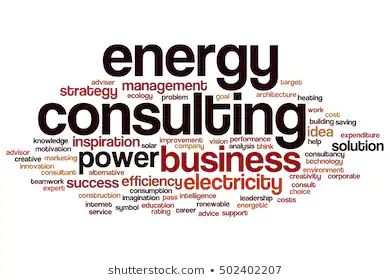 energy
adviser target
strategy management
ecology problem goal architecture heating
consulting
work
cost
building saving
knowledge inspiration improvement vision performance idea expenditure
motivation solar company analysis think help solution
advisor power business consultancy
creative marketing technology
innovation alternative environment costs
consultant success efficiency electricity creativity corporate
teamwork consumption consult
expert imagination pass intelligence choice
construction leadership
internet symbol education career renewable energetic
service rating advice support
shutterstock.com · 502402207